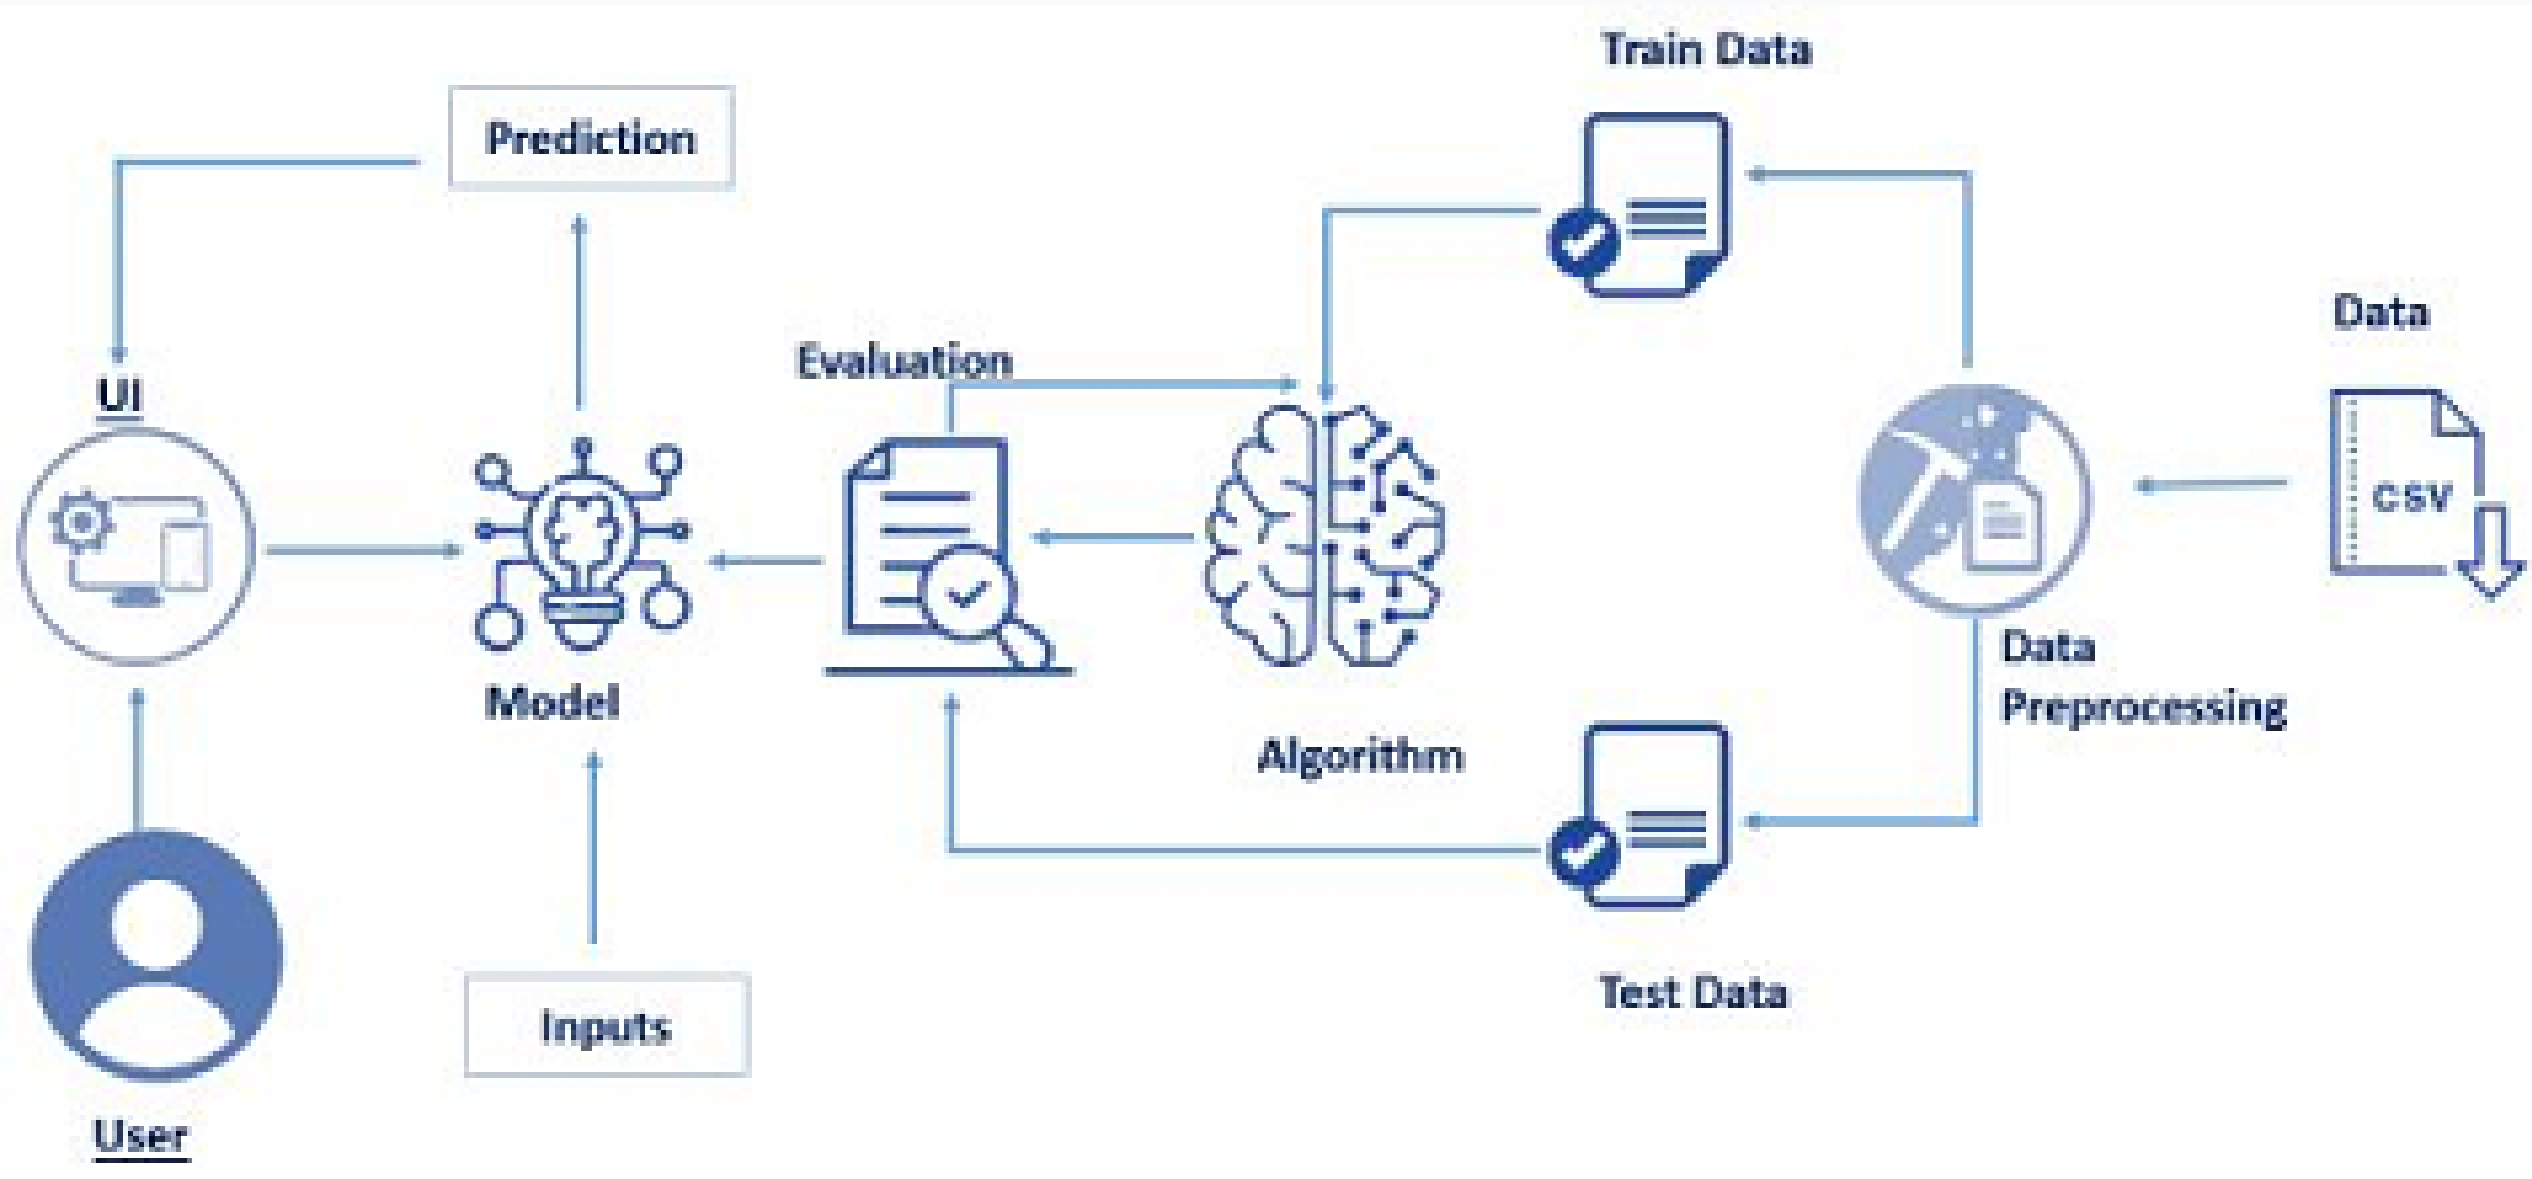 Train Data
Prediction
Data
Evaluation
UI
CSV
Data
Preprocessing
Model
Algorithm
Test Data
Inputs
User